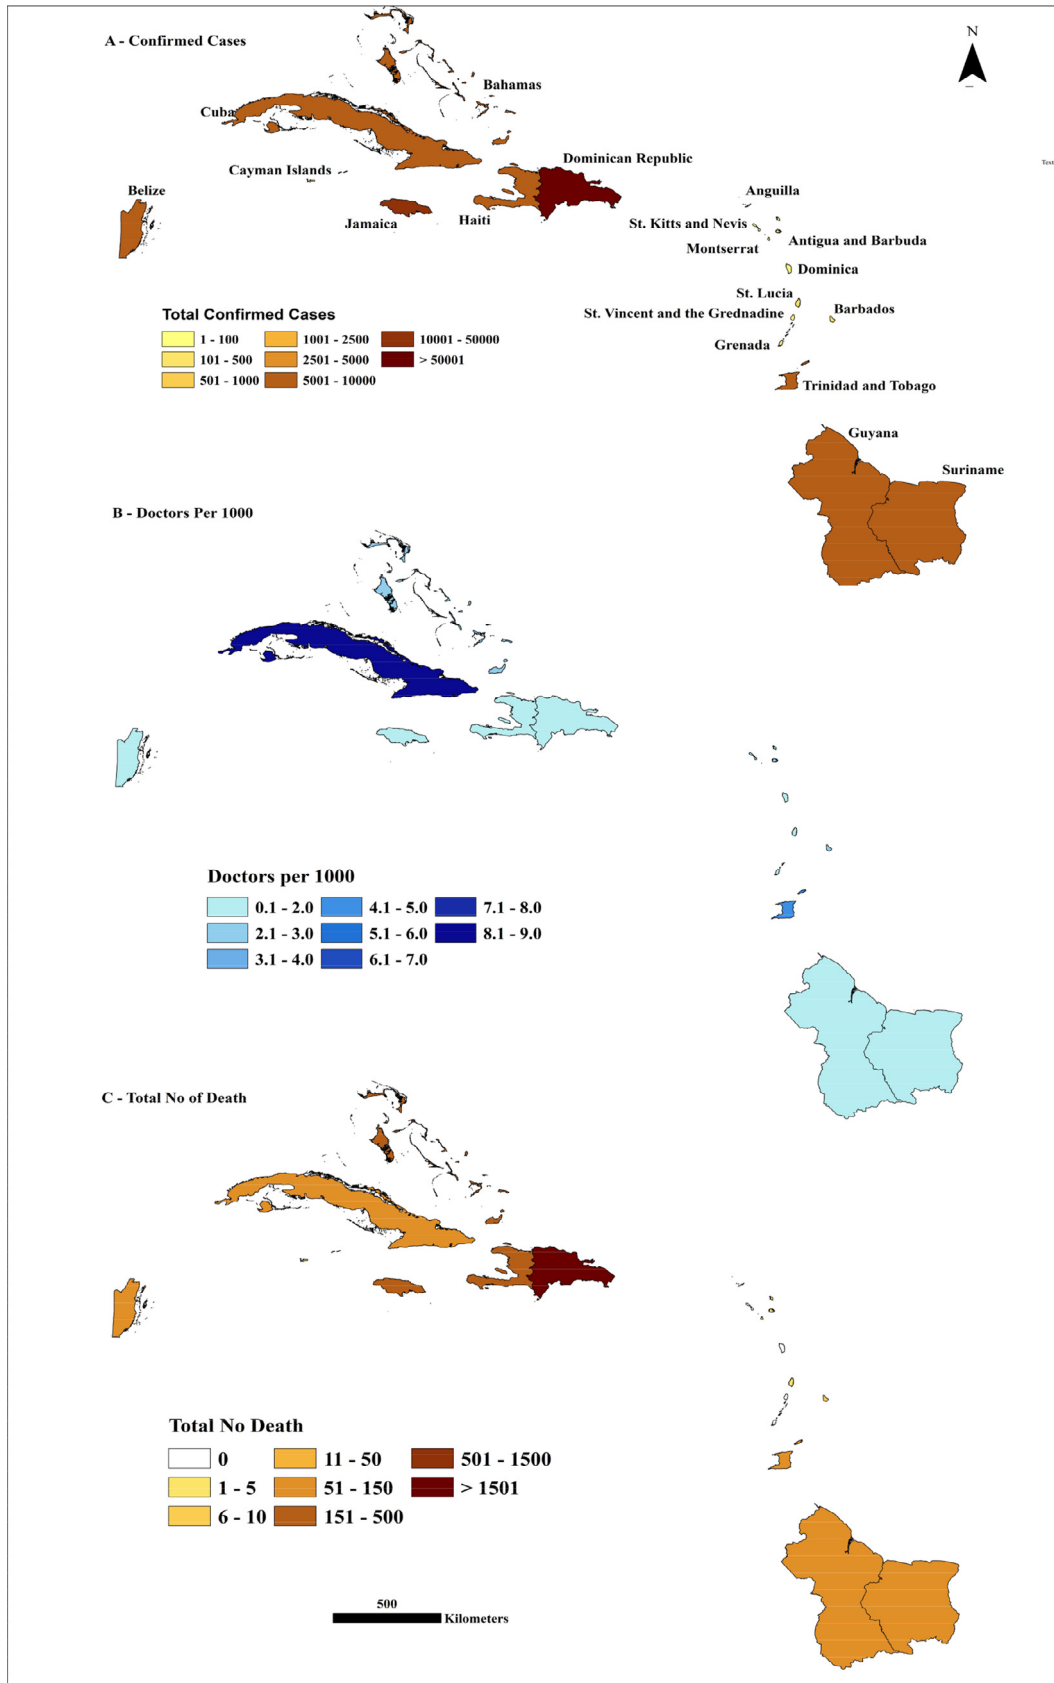 A - Confirmed Cases
N
Bahamas
Cuba
Dominican Republic
Test
Cayman Islands
Belize
Anguilla
Jamaica
Haiti
St. Kitts and Nevis
Montserrat
Antigua and Barbuda
Dominica
St. Lucia
St. Vincent and the Grednadine
Barbados
Grenada
Trinidad and Tobago
Total Confirmed Cases
1 - 100
1001 - 2500
10001 - 50000
101 - 500
2501 - 5000
> 50001
501 - 1000
5001 - 10000
Guyana
Suriname
B - Doctors Per 1000
Doctors per 1000
0.1 - 2.0
4.1 - 5.0
7.1 - 8.0
2.1 - 3.0
5.1 - 6.0
8.1 - 9.0
3.1 - 4.0
6.1 - 7.0
C - Total No of Death
Total No Death
0
11 - 50
501 - 1500
1 - 5
51 - 150
> 1501
6 - 10
151 - 500
500
Kilometers